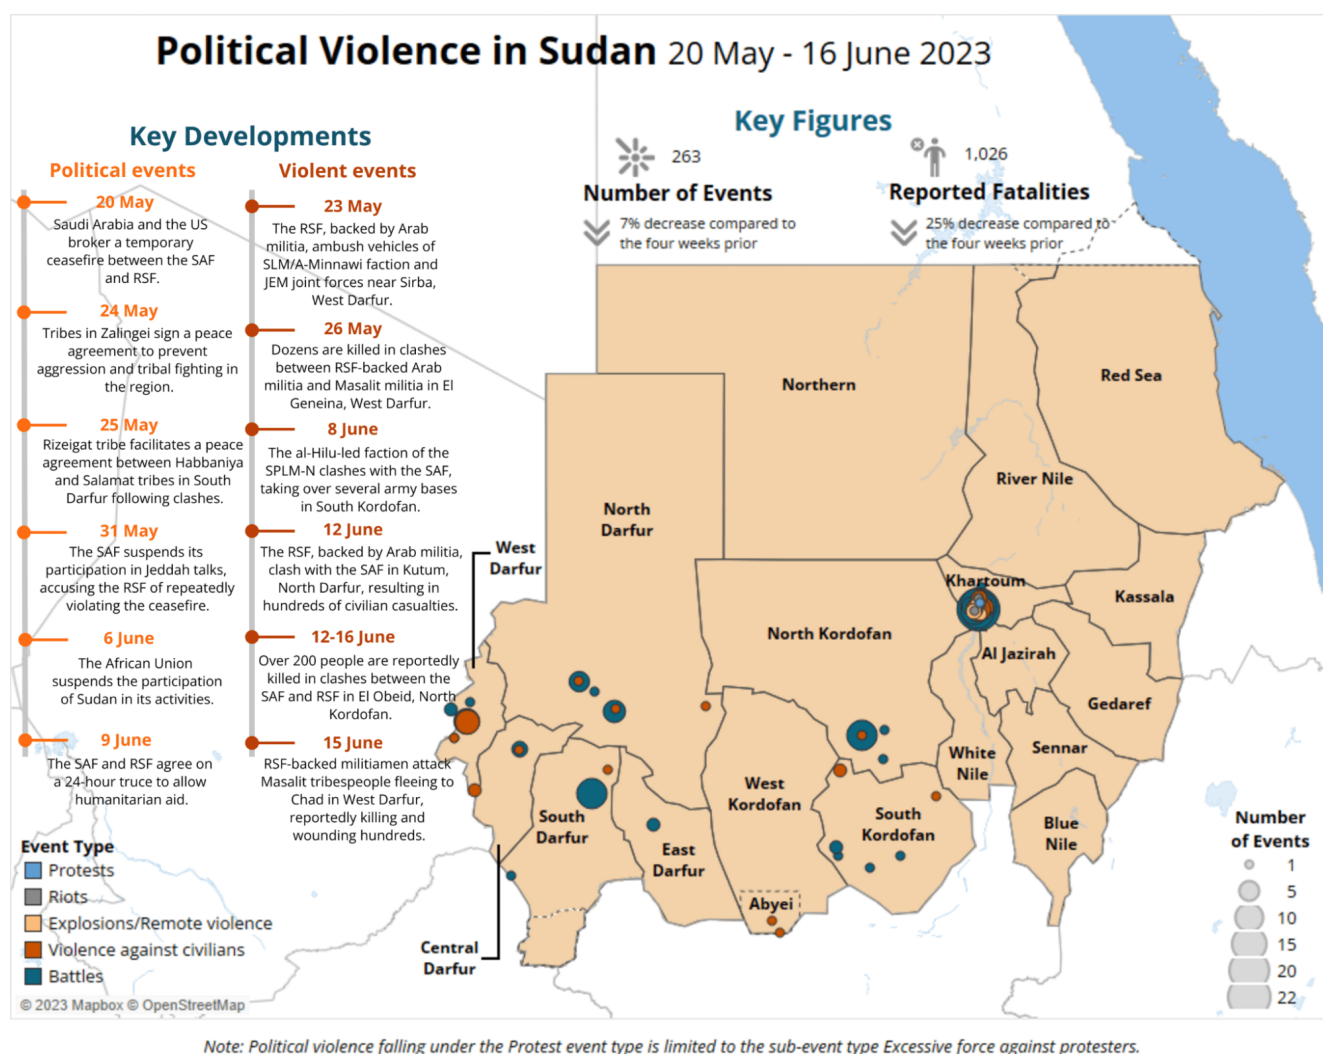 Political Violence in Sudan 20 May - 16 June 2023
Key Developments
Political events
20 May
Saudi Arabia and the US
broker a temporary
ceasefire between the SAF
and RSF.
24 May
Tribes in Zalingei sign a peace
agreement to prevent
aggression and tribal fighting in
the region.
25 May
Rizeigat tribe facilitates a peace
agreement between Habbaniya
and Salamat tribes in South
Darfur following clashes.
31 May
The SAF suspends its
participation in Jeddah talks,
accusing the RSF of repeatedly
violating the ceasefire.
6 June
The African Union
suspends the participation
of Sudan in its activities.
9 June
The SAF and RSF agree on
a 24-hour truce to allow
humanitarian aid.
Violent events
23 May
The RSF, backed by Arab
militia, ambush vehicles of
SLM/A-Minnawi faction and
JEM joint forces near Sirba,
West Darfur.
26 May
Dozens are killed in clashes
between RSF-backed Arab
militia and Masalit militia in El
Geneina, West Darfur.
8 June
The al-Hilu-led faction of the
SPLM-N clashes with the SAF,
taking over several army bases
in South Kordofan.
12 June
The RSF, backed by Arab militia,
clash with the SAF in Kutum,
North Darfur, resulting in
hundreds of civilian casualties.
12-16 June
Over 200 people are reportedly
killed in clashes between the
SAF and RSF in El Obeid, North
Kordofan.
15 June
RSF-backed militiamen attack
Masalit tribespeople fleeing to
Chad in West Darfur,
reportedly killing and
wounding hundreds.
Key Figures
263
Number of Events
7% decrease compared to
the four weeks prior
1,026
Reported Fatalities
25% decrease compared to
the four weeks prior
Northern
Red Sea
River Nile
North
Darfur
West
Darfur
Khartoum
Kassala
North Kordofan
Al Jazirah
Gedaref
White
Nile
Sennar
West
Kordofan
South
Kordofan
Blue
Nile
South
Darfur
East
Darfur
Abyei
Central
Darfur
Event Type
Protests
Riots
Explosions/Remote violence
Violence against civilians
Battles
Number
of Events
1
5
10
15
20
22
© 2023 Mapbox © OpenStreetMap
Note: Political violence falling under the Protest event type is limited to the sub-event type Excessive force against protesters.